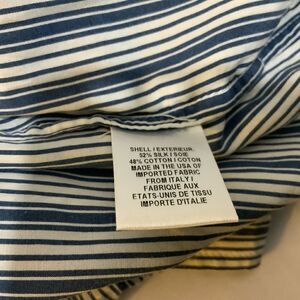 SHELL / EXTERIEUR
52% SILK / SOIE
48% COTTON / COTON
MADE IN THE USA OF
IMPORTED FABRIC
FROM ITALY /
FABRIQUE AUX
ETATS-UNIS DE TISSU
IMPORTE D'ITALIE